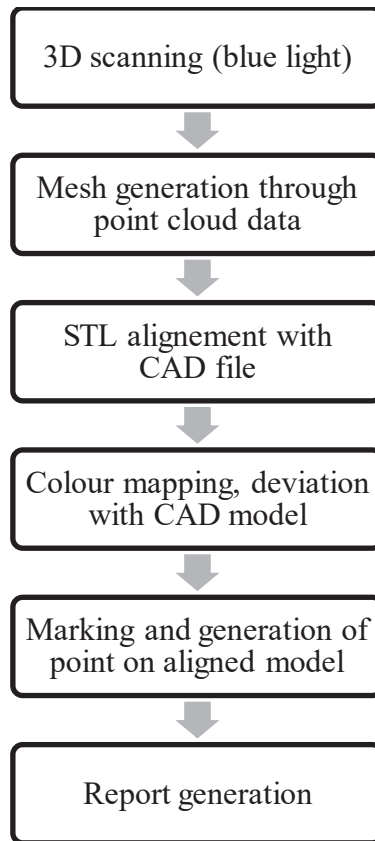 3D scanning (blue light)
Mesh generation through
point cloud data
STL alignement with
CAD file
Colour mapping, deviation
with CAD model
Marking and generation of
point on aligned model
Report generation